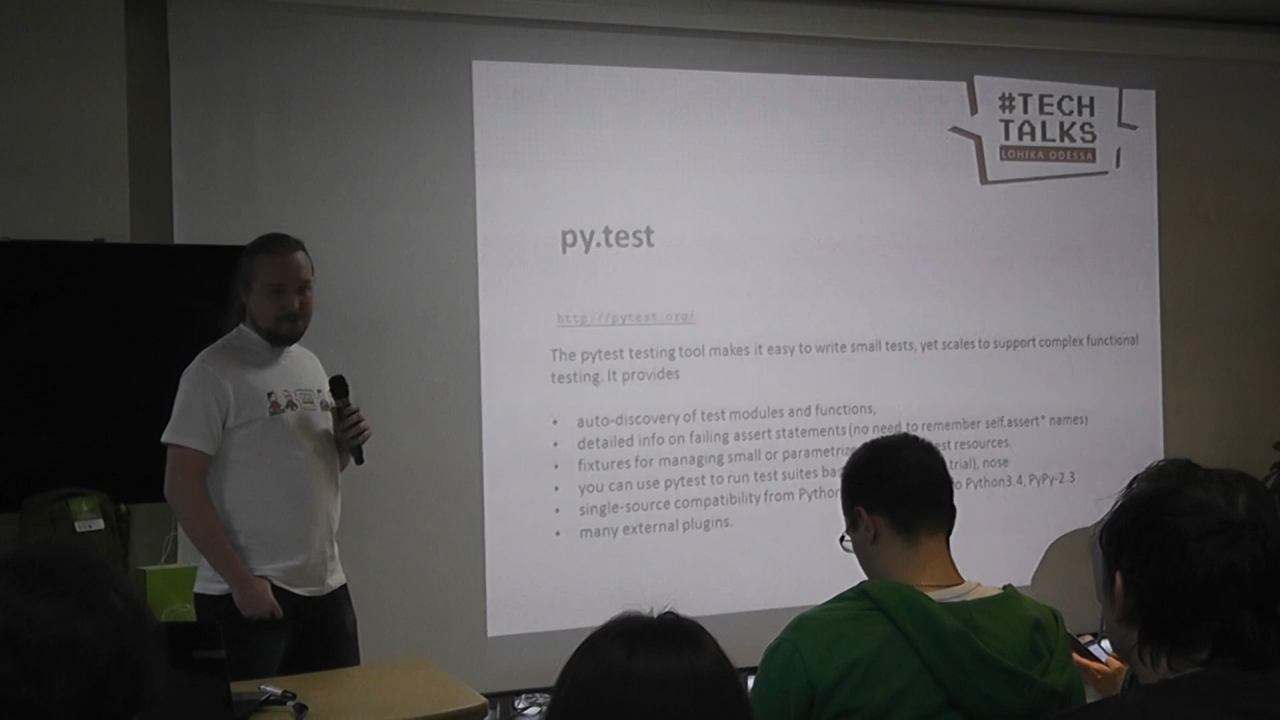 #TECH
TALKS
LOHIKA ODESSA
py.test
http://pytest.org/
The pytest testing tool makes it easy to write small tests, yet scales to support complex functional
testing. It provides
• auto-discovery of test modules and functions,
• detailed info on failing assert statements (no need to remember self.assert* names)
• fixtures for managing small or parametrize est resources.
• you can use pytest to run test suites ba trial), nose
• single-source compatibility from Python o Python3.4, PyPy-2.3
• many external plugins.